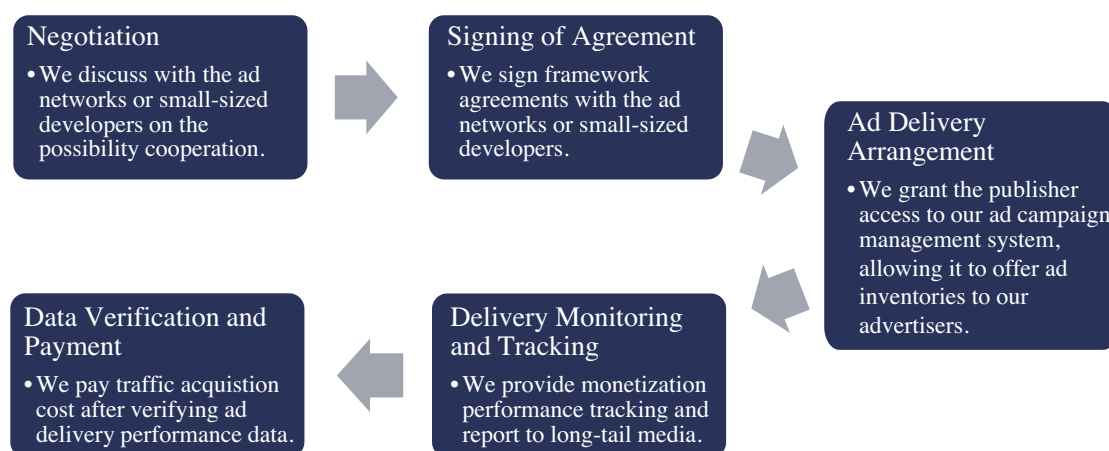 Negotiation
• We discuss with the ad
networks or small-sized
developers on the
possibility cooperation.
Signing of Agreement
• We sign framework
agreements with the ad
networks or small-sized
developers.
Ad Delivery
Arrangement
• We grant the publisher
access to our ad campaign
management system,
allowing it to offer ad
inventories to our
advertisers.
Delivery Monitoring
and Tracking
• We provide monetization
performance tracking and
report to long-tail media.
Data Verification and
Payment
• We pay traffic acquistion
cost after verifying ad
delivery performance data.